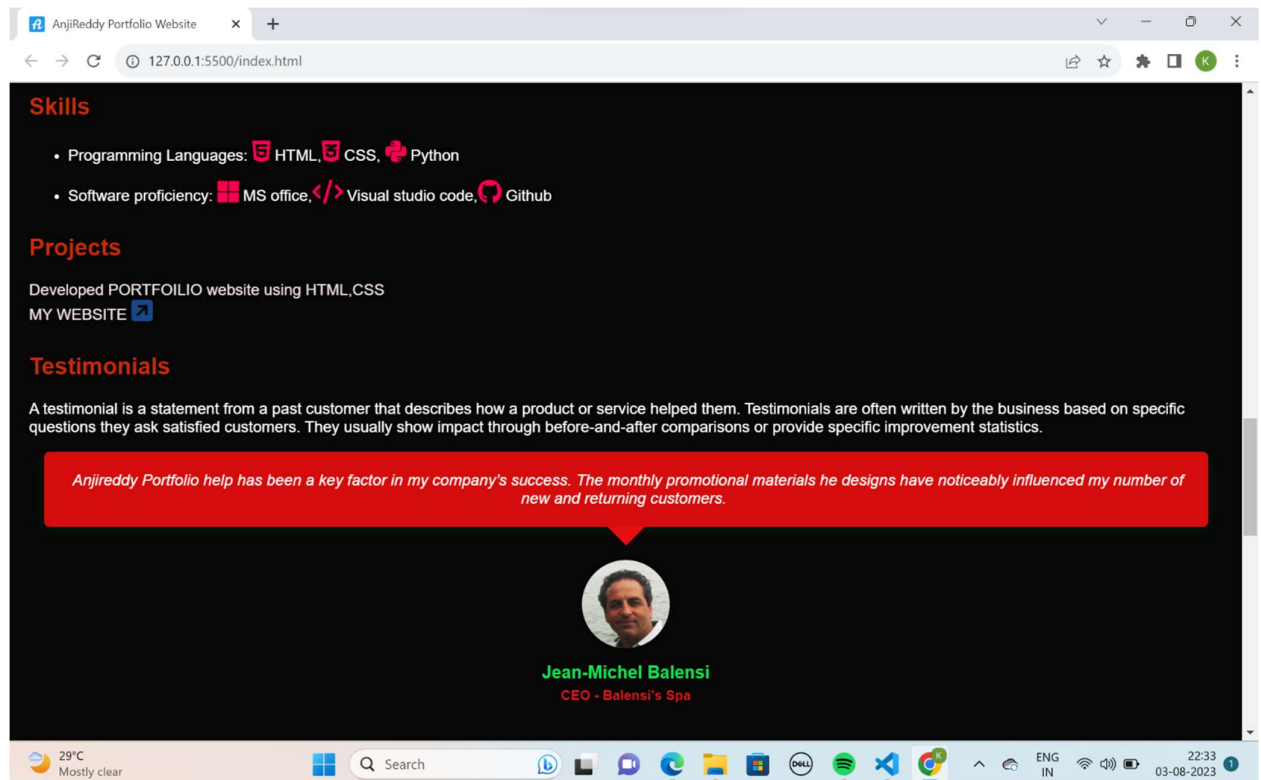 AnjiReddy Portfolio Website
127.0.0.1:5500/index.html
K
Skills
Programming Languages: HTML, CSS, Python
Software proficiency: MS office, Visual studio code, Github
Projects
Developed PORTFOILIO website using HTML,CSS
MY WEBSITE
Testimonials
A testimonial is a statement from a past customer that describes how a product or service helped them. Testimonials are often written by the business based on specific
questions they ask satisfied customers. They usually show impact through before-and-after comparisons or provide specific improvement statistics.
Anjireddy Portfolio help has been a key factor in my company's success. The monthly promotional materials he designs have noticeably influenced my number of
new and returning customers.
Jean-Michel Balensi
CEO - Balensi's Spa
29°C
Mostly clear
Search
DELL
K
ENG
IN
22:33
03-08-2023
1